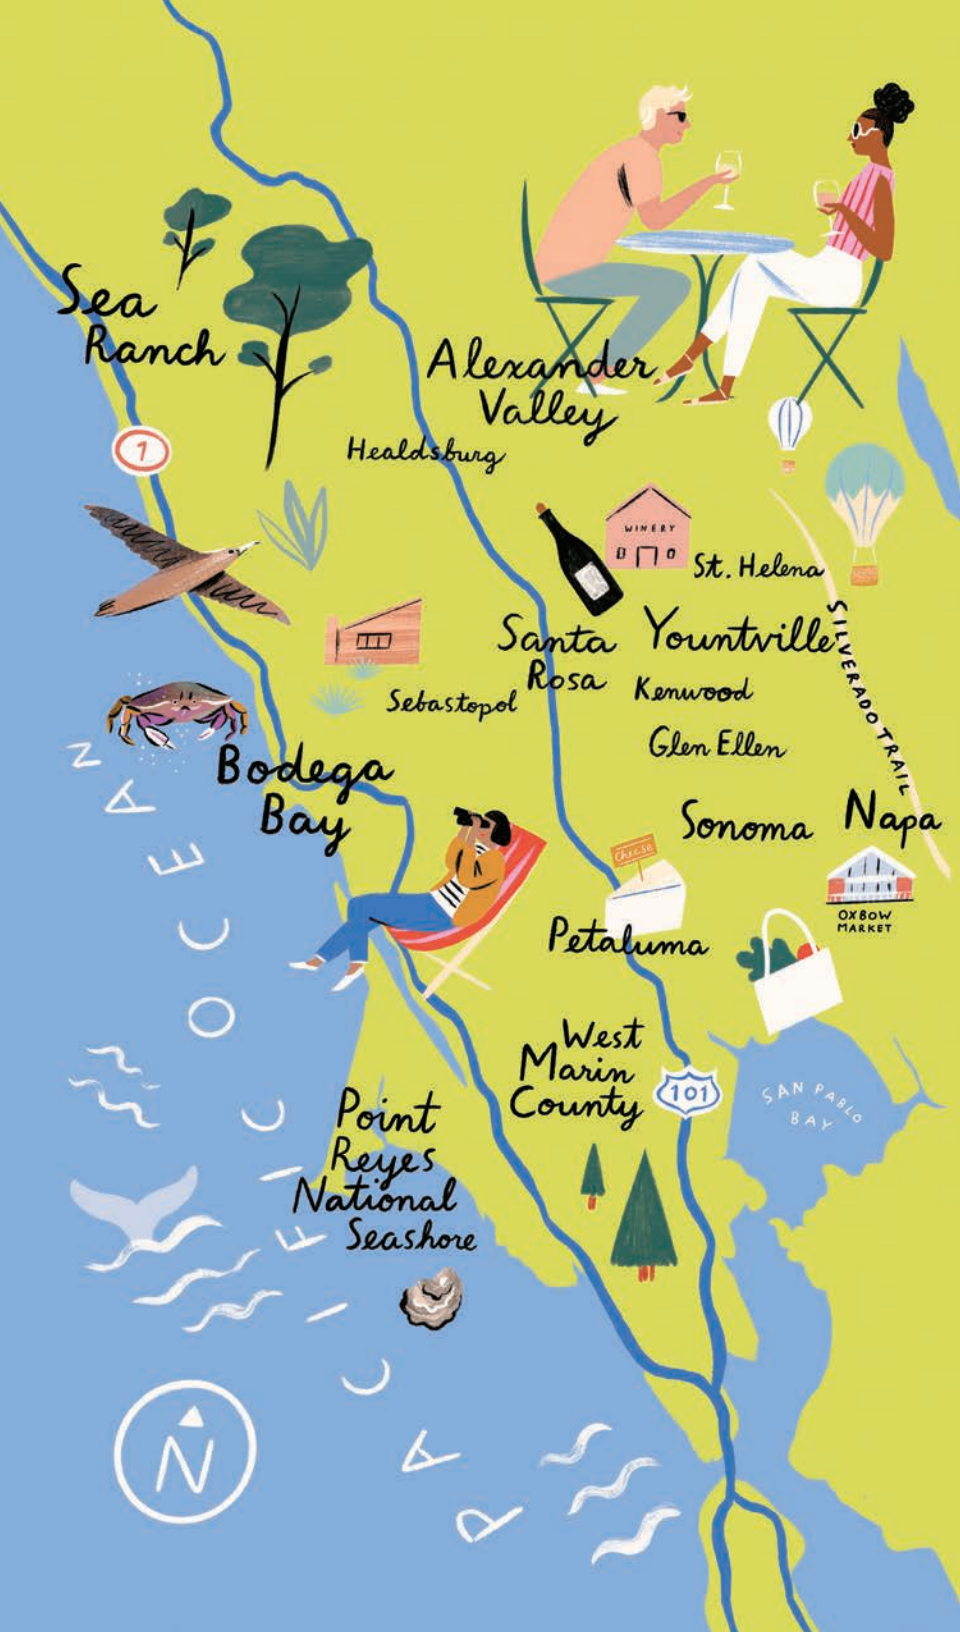 Sea
Ranch
Alexander
Valley
Healdsburg
1
WINERY
St. Helena
SILVERADO TRAIL
Santa
Rosa
Yountville
Kenwood
Sebastopol
Glen Ellen
Bodega
Bay
Sonoma
Napa
Cheese
OXBOW
MARKET
Petaluma
West
Marin
County
101
SAN PABLO
BAY
Point
Reyes
National
Seashore
PACIFIC OCEAN
N